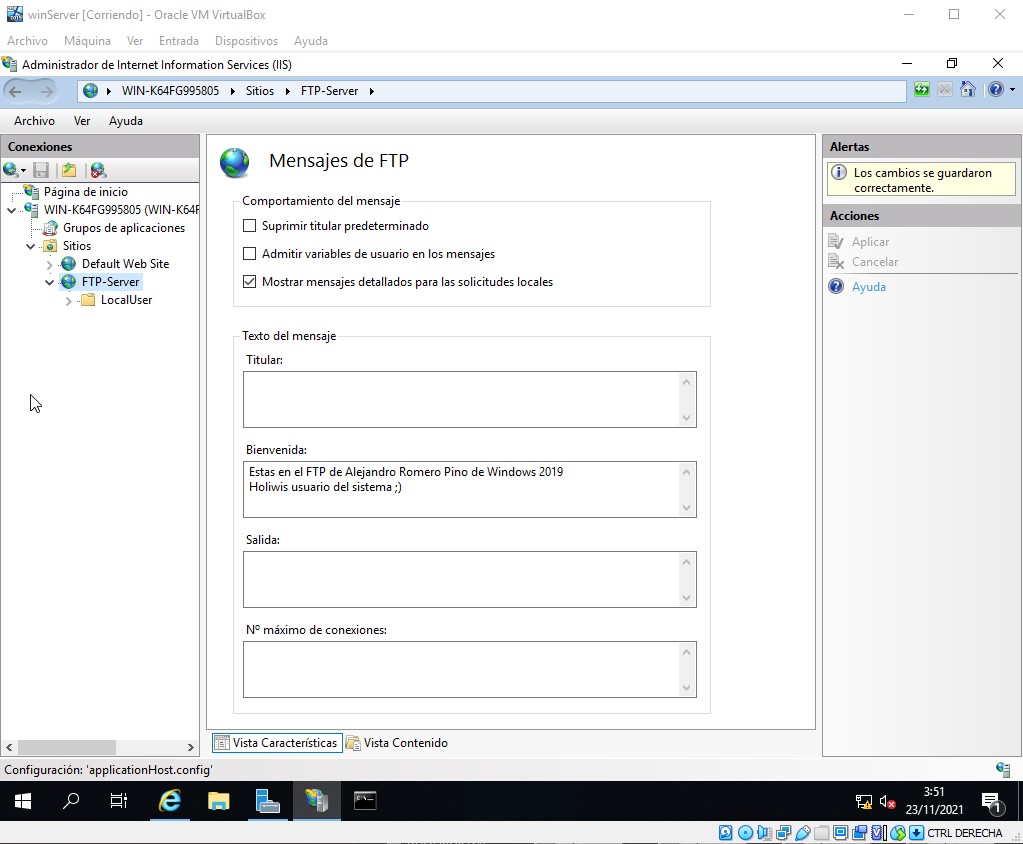 winServer [Corriendo] - Oracle VM VirtualBox
Archivo Máquina Ver Entrada Dispositivos Ayuda
Administrador de Internet Information Services (IIS)
WIN-K64FG995805 Sitios FTP-Server
Archivo Ver Ayuda
Conexiones
Página de inicio
WIN-K64FG995805 (WIN-K64F
Grupos de aplicaciones
Sitios
Default Web Site
FTP-Server
LocalUser
Mensajes de FTP
Comportamiento del mensaje
Suprimir titular predeterminado
Admitir variables de usuario en los mensajes
Mostrar mensajes detallados para las solicitudes locales
Texto del mensaje
Titular:
Bienvenida:
Estas en el FTP de Alejandro Romero Pino de Windows 2019
Holiwis usuario del sistema ;)
Salida:
Nº máximo de conexiones:
Vista Características Vista Contenido
Alertas
Los cambios se guardaron
correctamente.
Acciones
Aplicar
Cancelar
Ayuda
Configuración: 'applicationHost.config'
3:51
23/11/2021
1
CTRL DERECHA